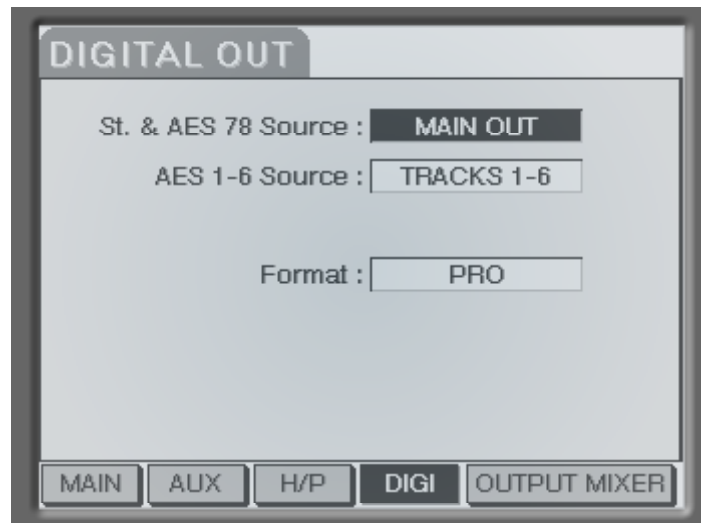 DIGITAL OUT
St. & AES 78 Source : MAIN OUT
AES 1-6 Source : TRACKS 1-6
Format : PRO
MAIN AUX H/P DIGI OUTPUT MIXER